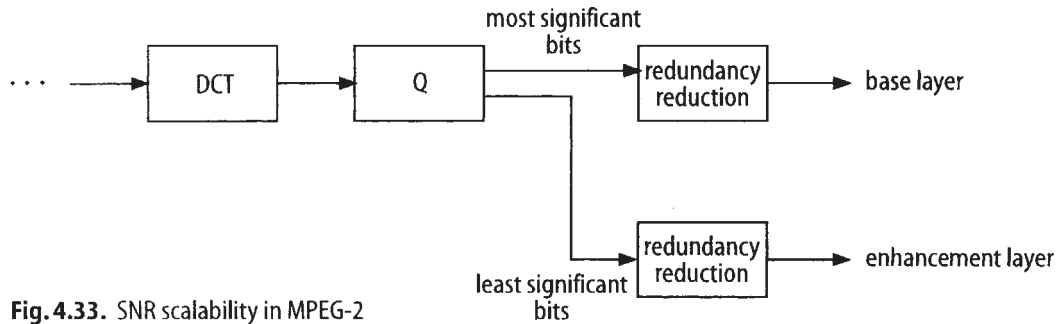 most significant
bits
. . .
DCT
Q
redundancy
reduction
base layer
redundancy
reduction
enhancement layer
least significant
bits
Fig. 4.33. SNR scalability in MPEG-2